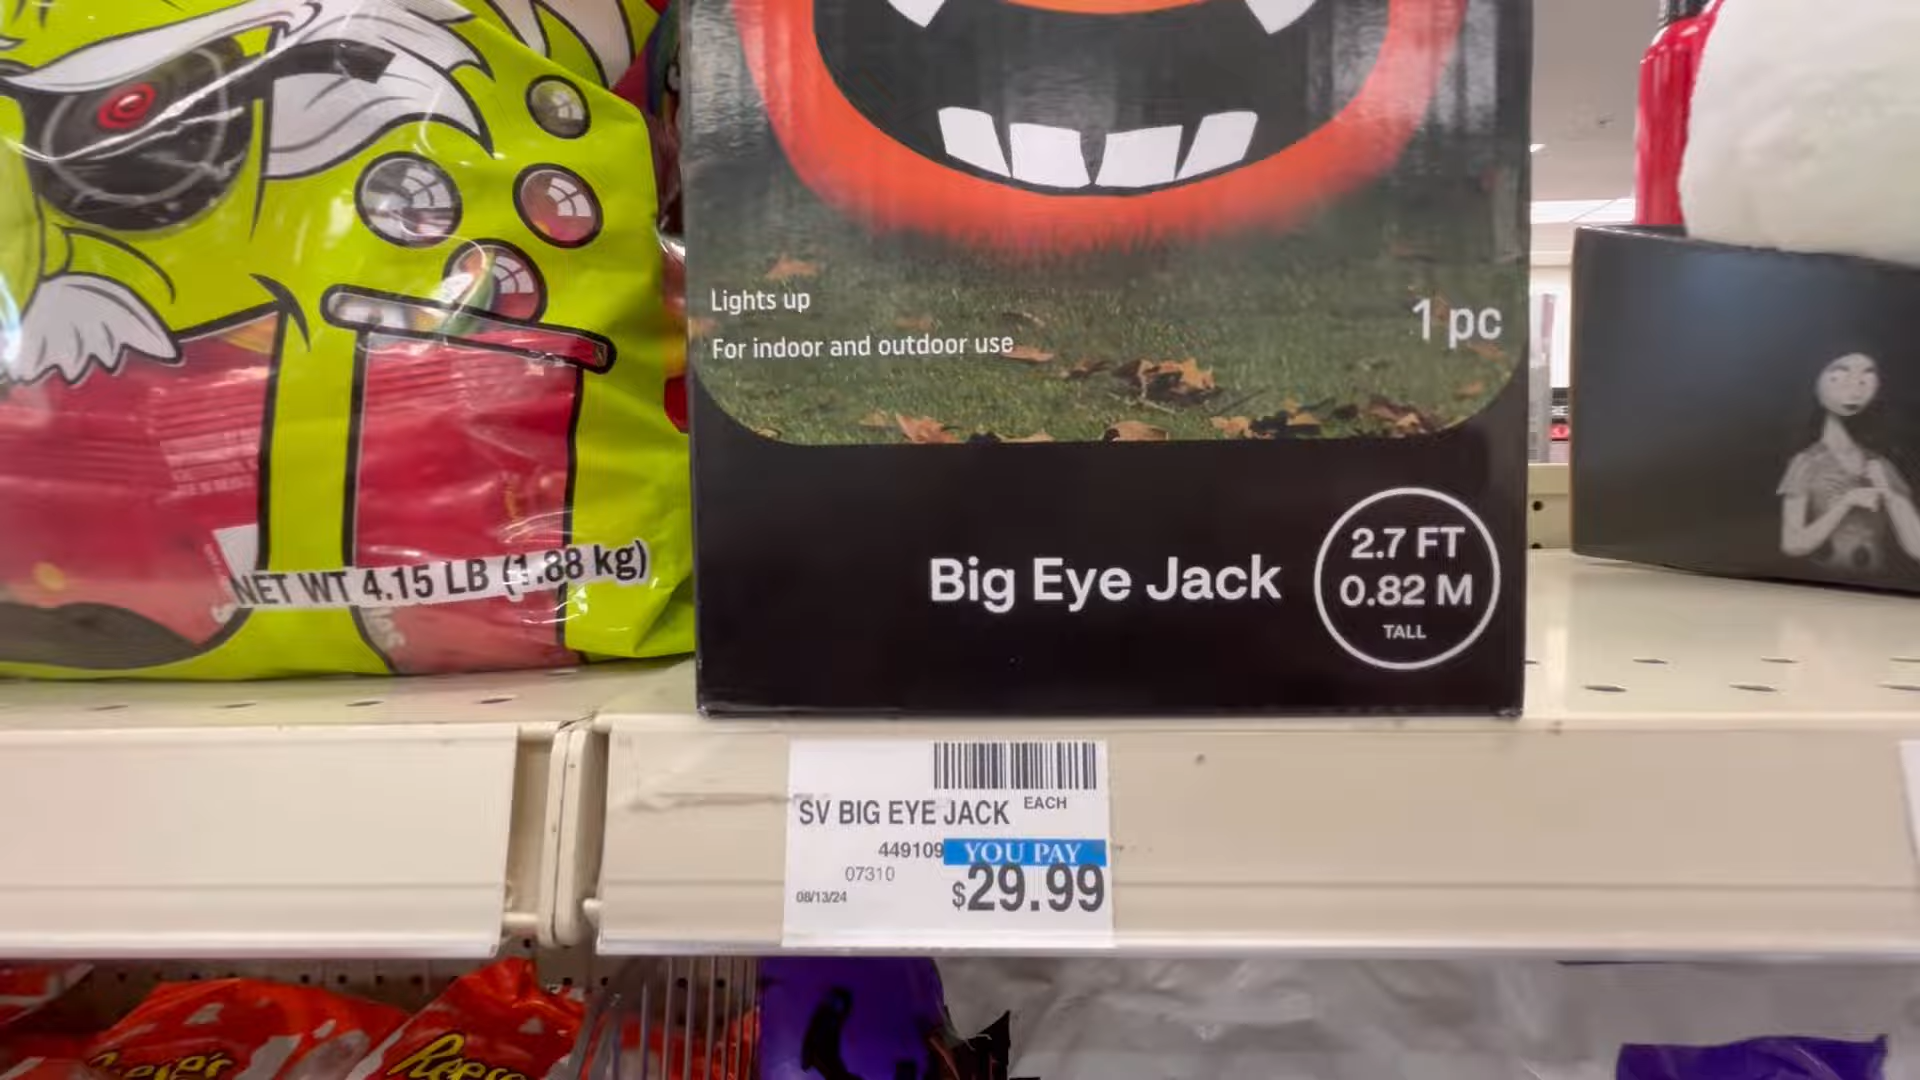 NET WT 4.15 LB (1.88 kg)
Lights up
For indoor and outdoor use
1 pc
Big Eye Jack
2.7 FT
0.82 M
TALL
SV BIG EYE JACK
EACH
449109
YOU PAY
07310
$29.99
08/13/24
Reese's
Reese